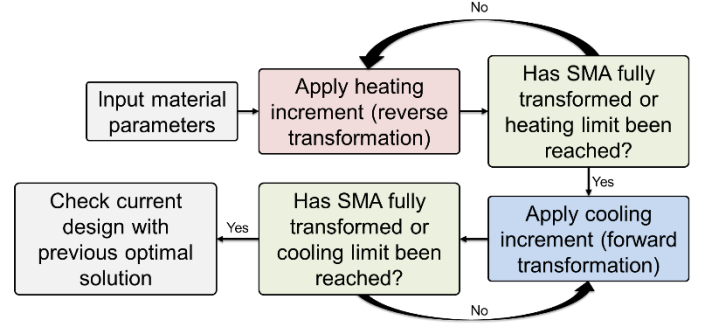 No
Input material
parameters
Apply heating
increment (reverse
transformation)
Has SMA fully
transformed or
heating limit been
reached?
Yes
Apply cooling
increment (forward
transformation)
Has SMA fully
transformed or
cooling limit been
reached?
No
Yes
Check current
design with
previous optimal
solution